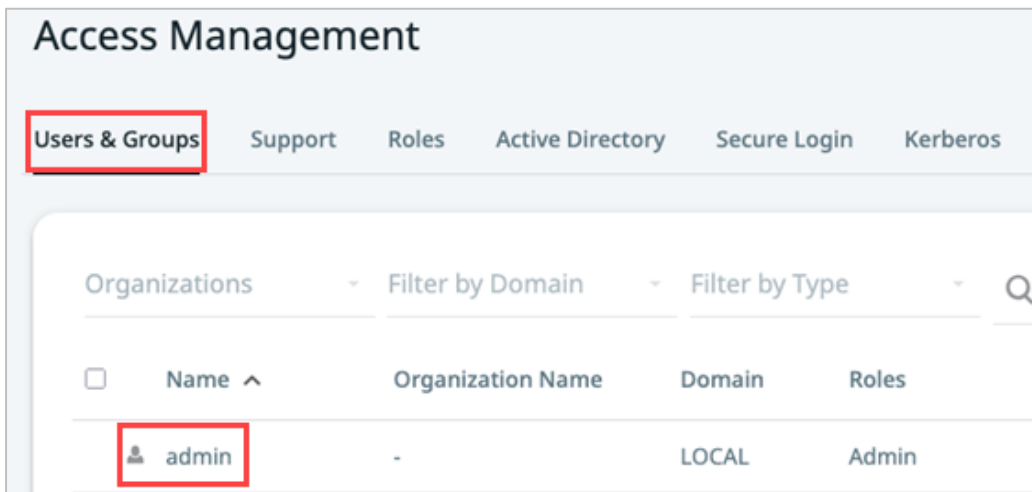 Access Management
Users & Groups Support Roles Active Directory Secure Login Kerberos
Organizations Filter by Domain Filter by Type
Name Organization Name Domain Roles
admin - LOCAL Admin